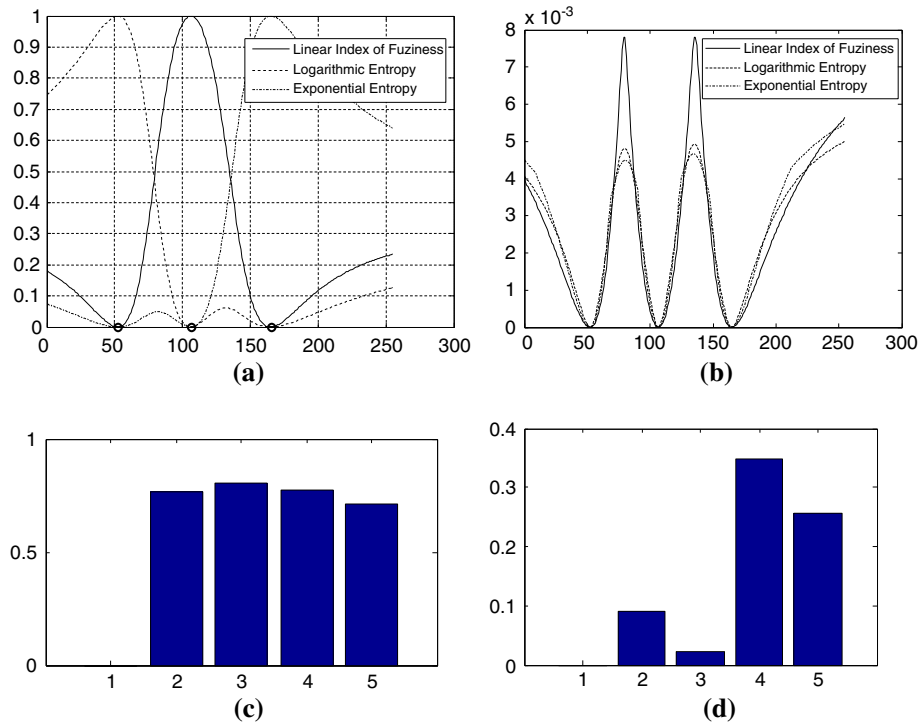 1
0.9
0.8
0.7
0.6
0.5
0.4
0.3
0.2
0.1
0
0 50 100 150 200 250 300
Linear Index of Fuziness
Logarithmic Entropy
Exponential Entropy
(a)
x 10-3
8
7
6
5
4
3
2
1
0
0 50 100 150 200 250 300
Linear Index of Fuziness
Logarithmic Entropy
Exponential Entropy
(b)
1
0.5
0
1 2 3 4 5
(c)
0.4
0.3
0.2
0.1
0
1 2 3 4 5
(d)